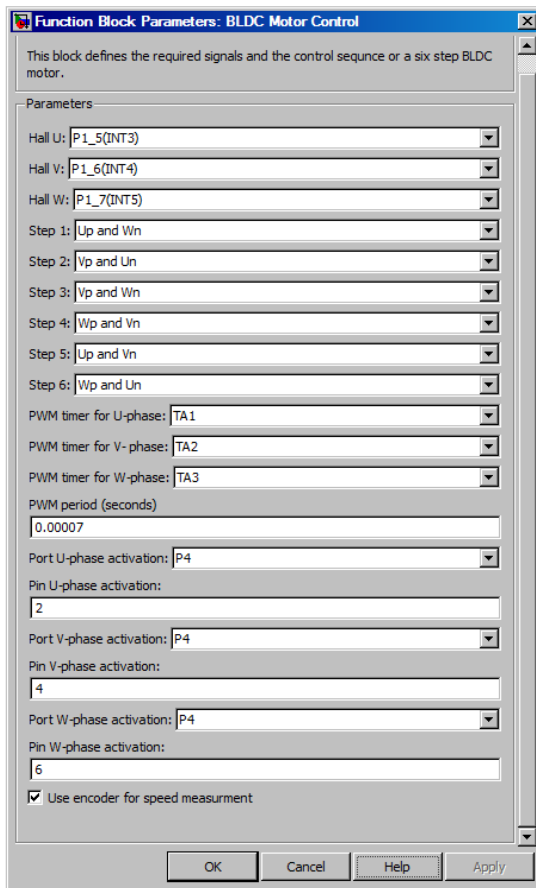 Function Block Parameters: BLDC Motor Control
This block defines the required signals and the control sequnce or a six step BLDC
motor.
Parameters
Hall U: P1_5(INT3)
Hall V: P1_6(INT4)
Hall W: P1_7(INT5)
Step 1: Up and Wn
Step 2: Vp and Un
Step 3: Vp and Wn
Step 4: Wp and Vn
Step 5: Up and Vn
Step 6: Wp and Un
PWM timer for U-phase: TA1
PWM timer for V- phase: TA2
PWM timer for W-phase: TA3
PWM period (seconds)
0.00007
Port U-phase activation: P4
Pin U-phase activation:
2
Port V-phase activation: P4
Pin V-phase activation:
4
Port W-phase activation: P4
Pin W-phase activation:
6
Use encoder for speed measurment
OK Cancel Help Apply